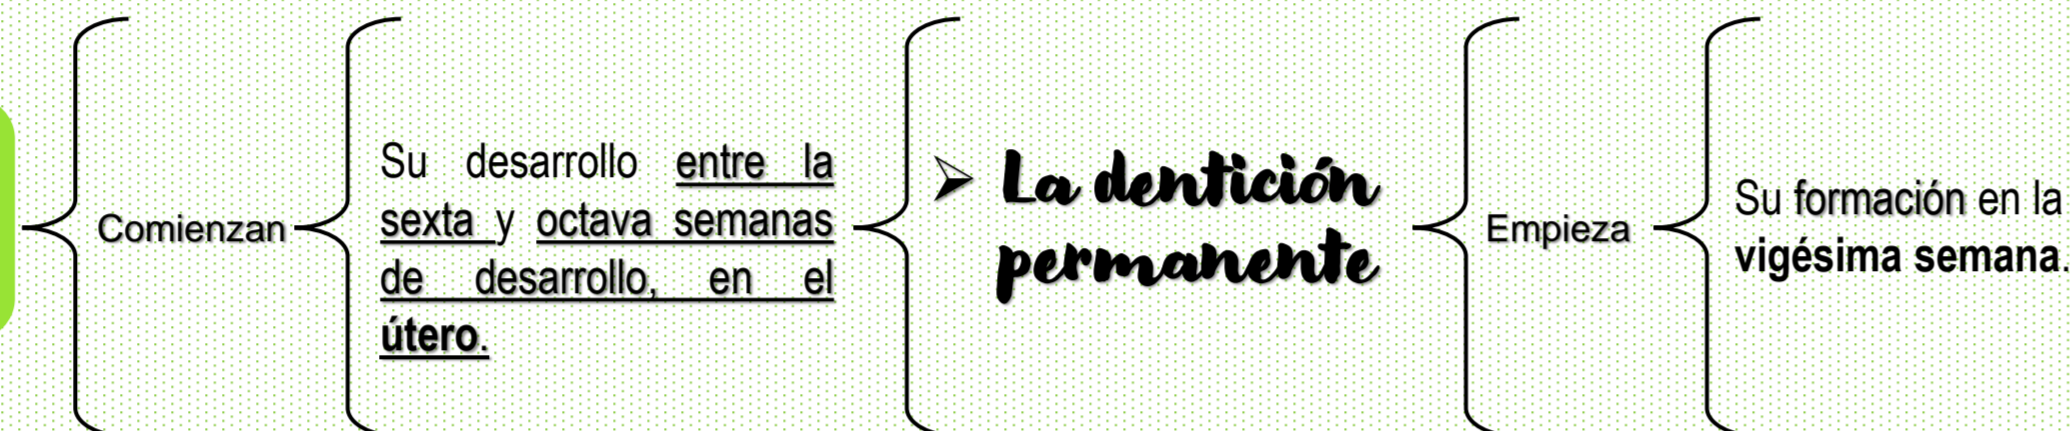 Comienzan
Su desarrollo entre la
sexta y octava semanas
de desarrollo, en el
útero.
➢ La dentición
permanente
Empieza
Su formación en la
vigésima semana.